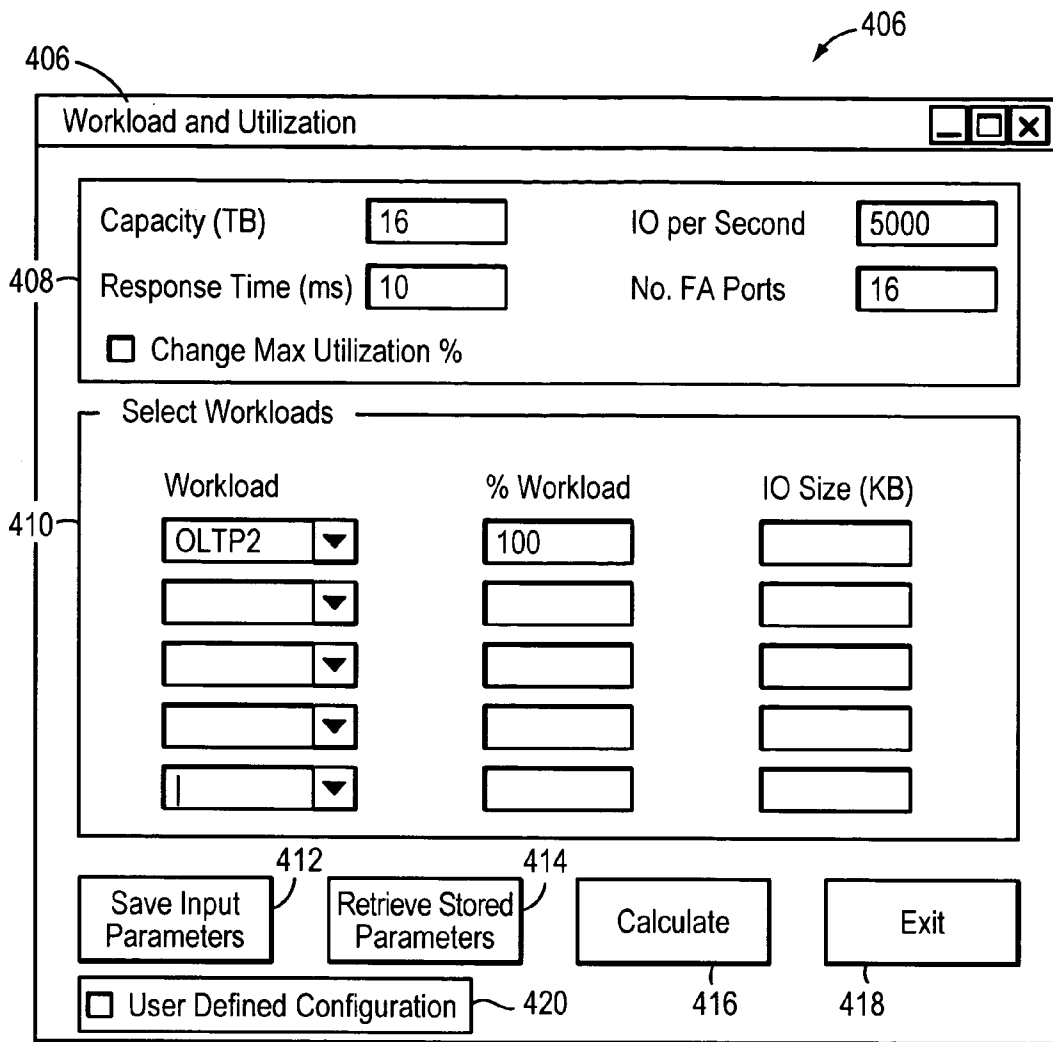 406
406
Workload and Utilization
Capacity (TB) 16 IO per Second 5000
408
Response Time (ms) 10 No. FA Ports 16
Change Max Utilization %
Select Workloads
Workload % Workload IO Size (KB)
410
OLTP2 100
412 414
Save Input Parameters
Retrieve Stored Parameters
Calculate
Exit
User Defined Configuration
420 416 418